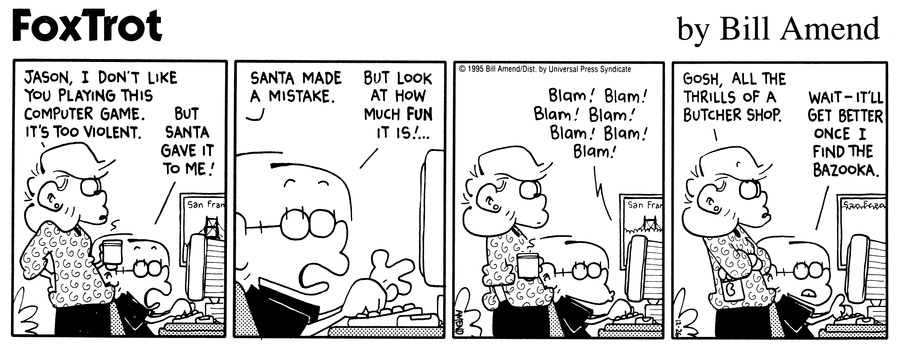 FoxTrot
by Bill Amend
JASON, I DON'T LIKE
YOU PLAYING THIS
COMPUTER GAME.
IT'S TOO VIOLENT.
BUT
SANTA
GAVE IT
TO ME!
San Fran
SANTA MADE
A MISTAKE.
BUT LOOK
AT HOW
MUCH FUN
IT IS!...
© 1995 Bill Amend/Dist. by Universal Press Syndicate
Blam! Blam!
Blam! Blam!
Blam! Blam!
Blam!
San Fran
AMEND
GOSH, ALL THE
THRILLS OF A
BUTCHER SHOP.
WAIT-IT'LL
GET BETTER
ONCE I
FIND THE
BAZOOKA.